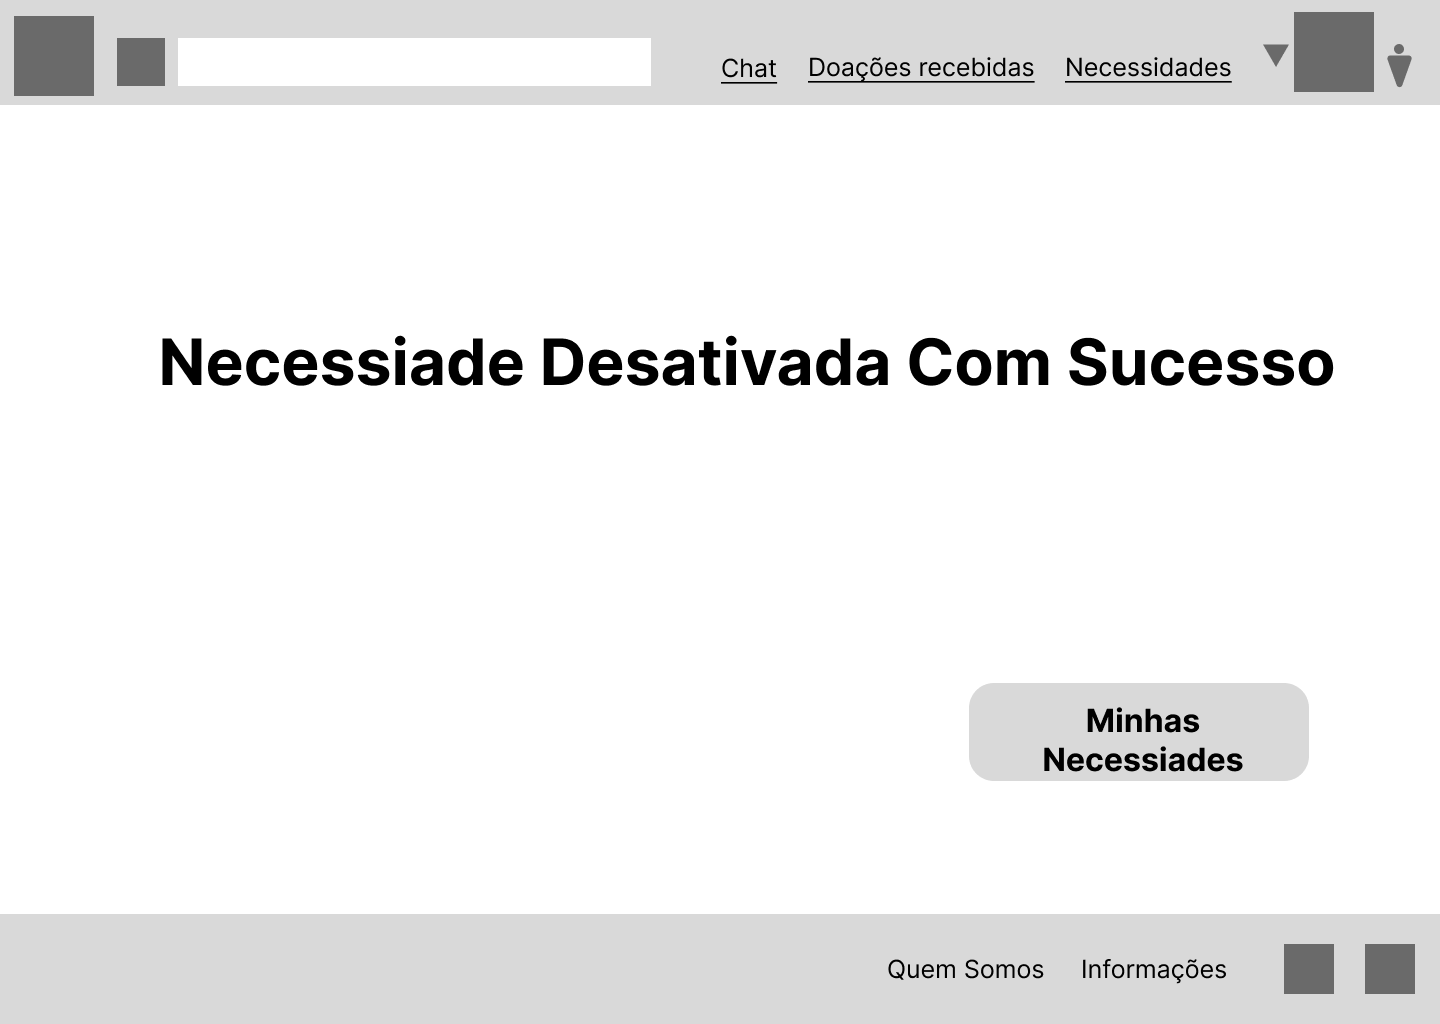 Chat Doações recebidas Necessidades
Necessiade Desativada Com Sucesso
Minhas
Necessiades
Quem Somos Informações